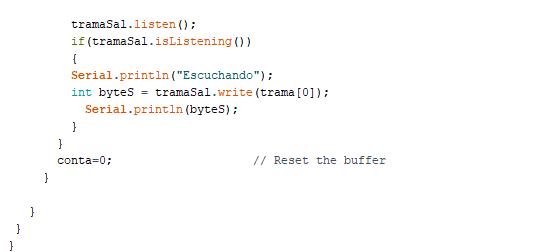 tramaSal.listen();
if(tramaSal.isListening())
{
Serial.println("Escuchando");
int byteS = tramaSal.write(trama[0]);
Serial.println(byteS);
}
}
conta=0; // Reset the buffer
}
}
}
}